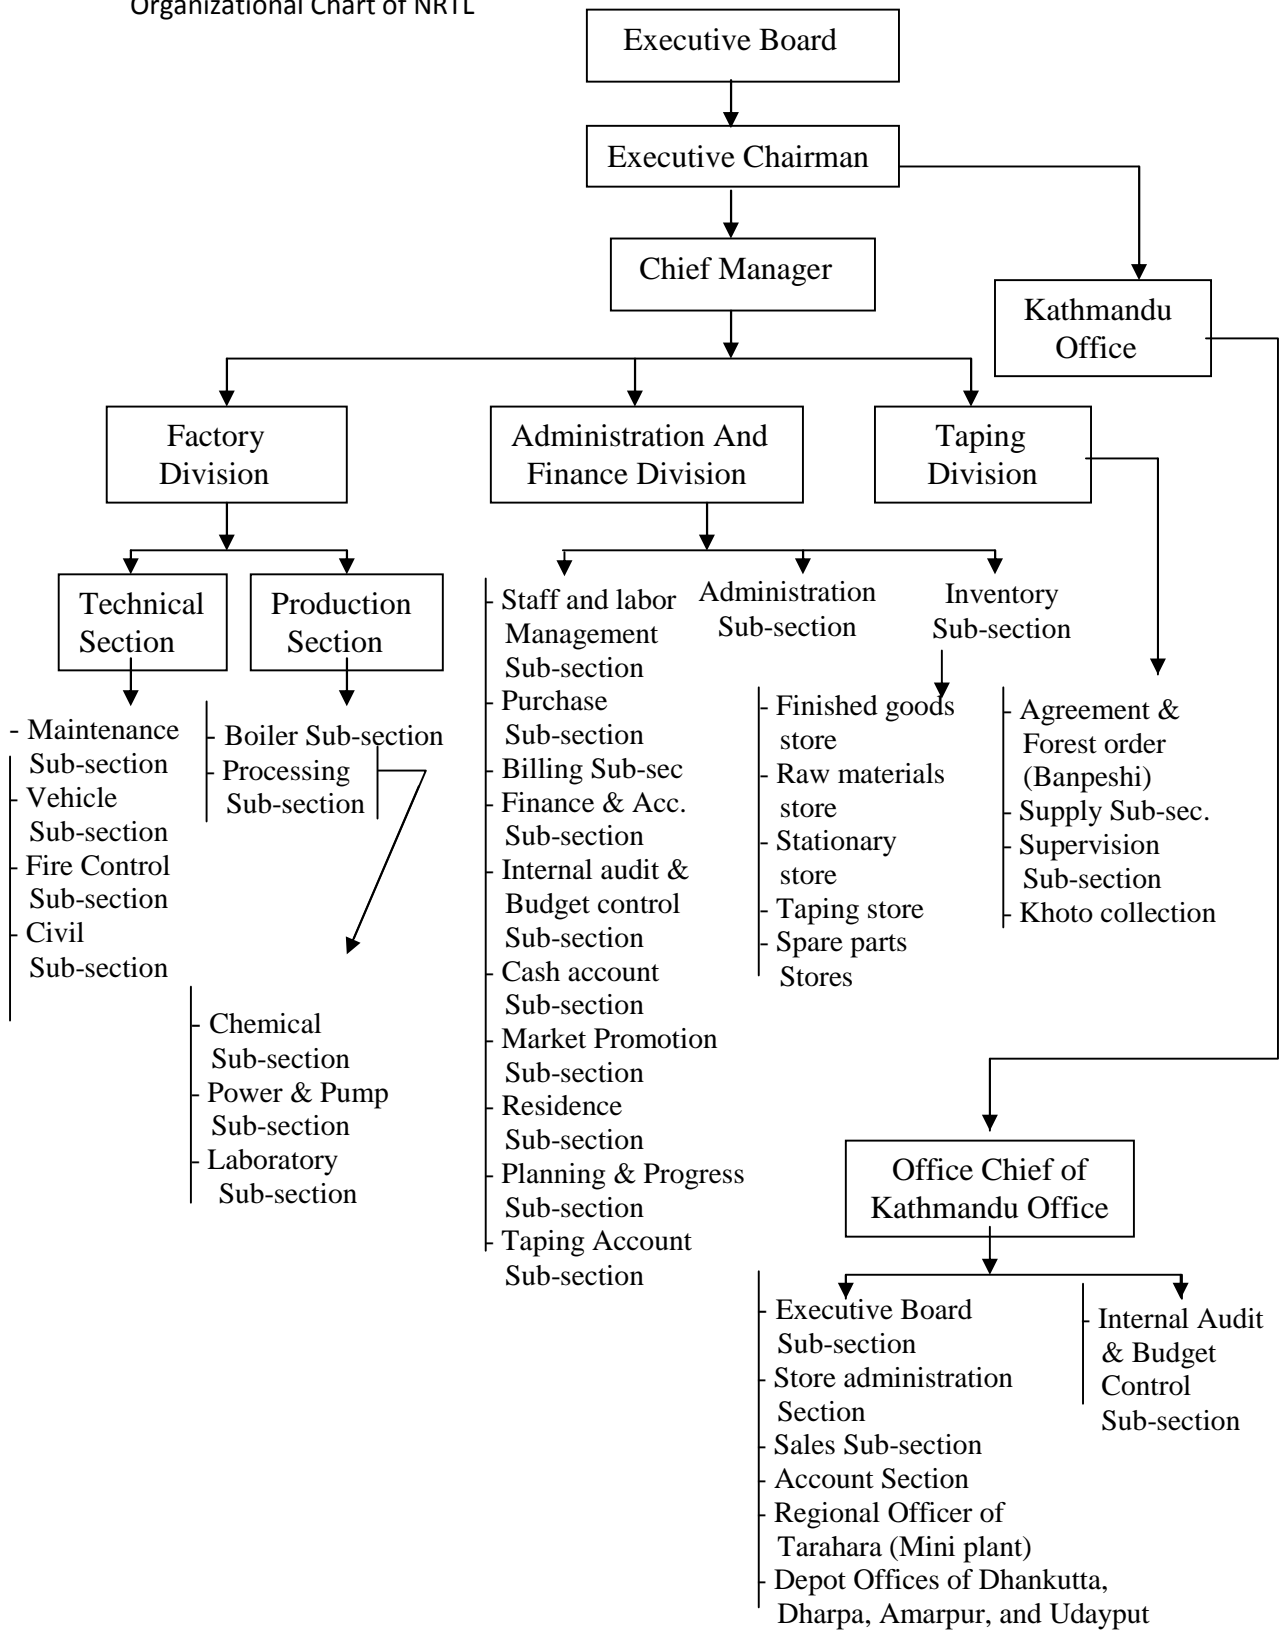 Organizational Chart of NRTL
Executive Board
Executive Chairman
Chief Manager
Kathmandu
Office
Factory
Division
Administration And
Finance Division
Taping
Division
Technical
Section
Production
Section
- Maintenance
Sub-section
- Vehicle
Sub-section
- Fire Control
Sub-section
- Civil
Sub-section
- Boiler Sub-section
- Processing
Sub-section
- Chemical
Sub-section
- Power & Pump
Sub-section
- Laboratory
Sub-section
- Staff and labor
Management
Sub-section
- Purchase
Sub-section
- Billing Sub-sec
- Finance & Acc.
Sub-section
- Internal audit &
Budget control
Sub-section
- Cash account
Sub-section
- Market Promotion
Sub-section
- Residence
Sub-section
- Planning & Progress
Sub-section
- Taping Account
Sub-section
Administration
Sub-section
Inventory
Sub-section
- Finished goods
store
- Raw materials
store
- Stationary
store
- Taping store
- Spare parts
Stores
- Agreement &
Forest order
(Banpeshi)
- Supply Sub-sec.
- Supervision
Sub-section
- Khoto collection
Office Chief of
Kathmandu Office
- Executive Board
Sub-section
- Store administration
Section
- Sales Sub-section
- Account Section
- Regional Officer of
Tarahara (Mini plant)
- Depot Offices of Dhankutta,
Dharpa, Amarpur, and Udayput
- Internal Audit
& Budget
Control
Sub-section